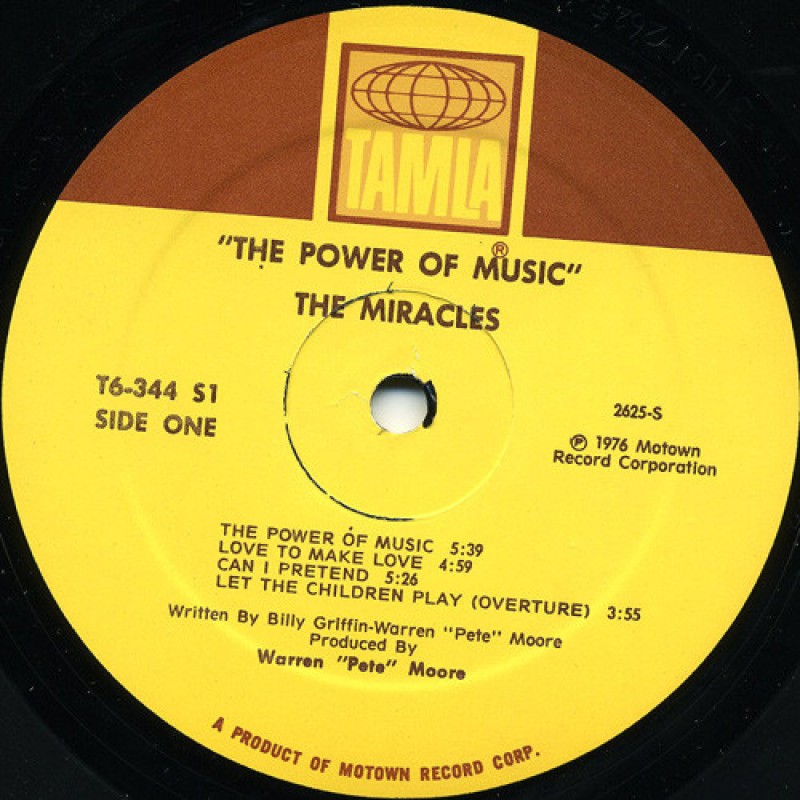 TAMLA
®
"THE POWER OF MUSIC"
THE MIRACLES
T6-344 S1
SIDE ONE
2625-S
℗ 1976 Motown
Record Corporation
THE POWER OF MUSIC 5:39
LOVE TO MAKE LOVE 4:59
CAN I PRETEND 5:26
LET THE CHILDREN PLAY (OVERTURE) 3:55
Written By Billy Griffin-Warren "Pete" Moore
Produced By
Warren "Pete" Moore
A PRODUCT OF MOTOWN RECORD CORP.